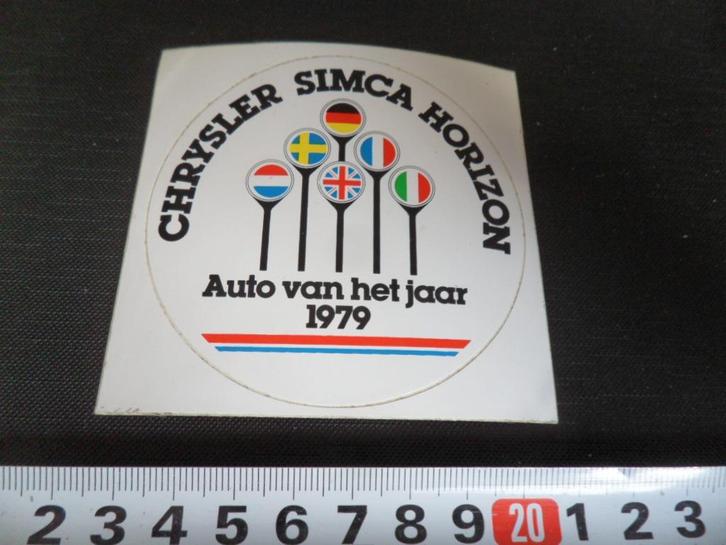 CHRYSLER SIMCA HORIZON
Auto van het jaar
1979
2 3 4 5 6 7 8 9 20 1 2 3